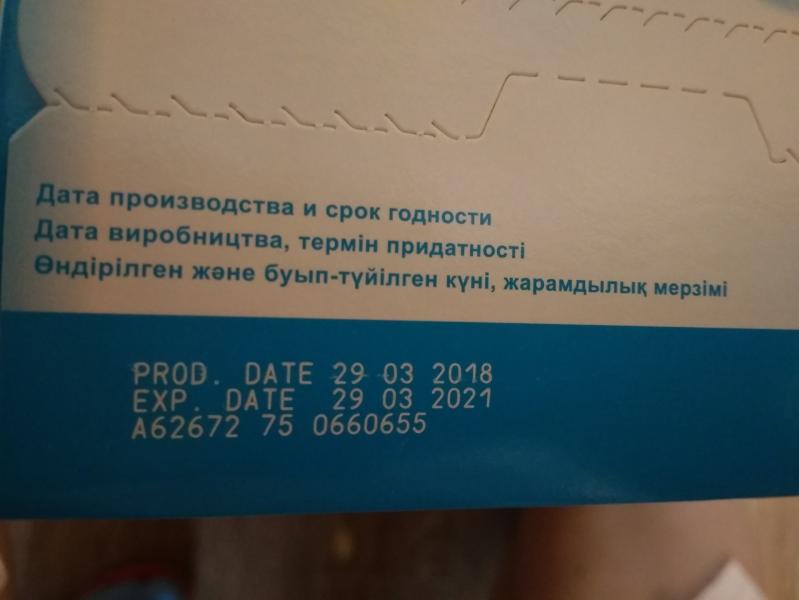 Дата производства и срок годности
Дата виробництва, термін придатності
Өндірілген және буып-түйілген күні, жарамдылық мерзімі
PROD. DATE 29 03 2018
EXP. DATE 29 03 2021
A62672 75 0660655